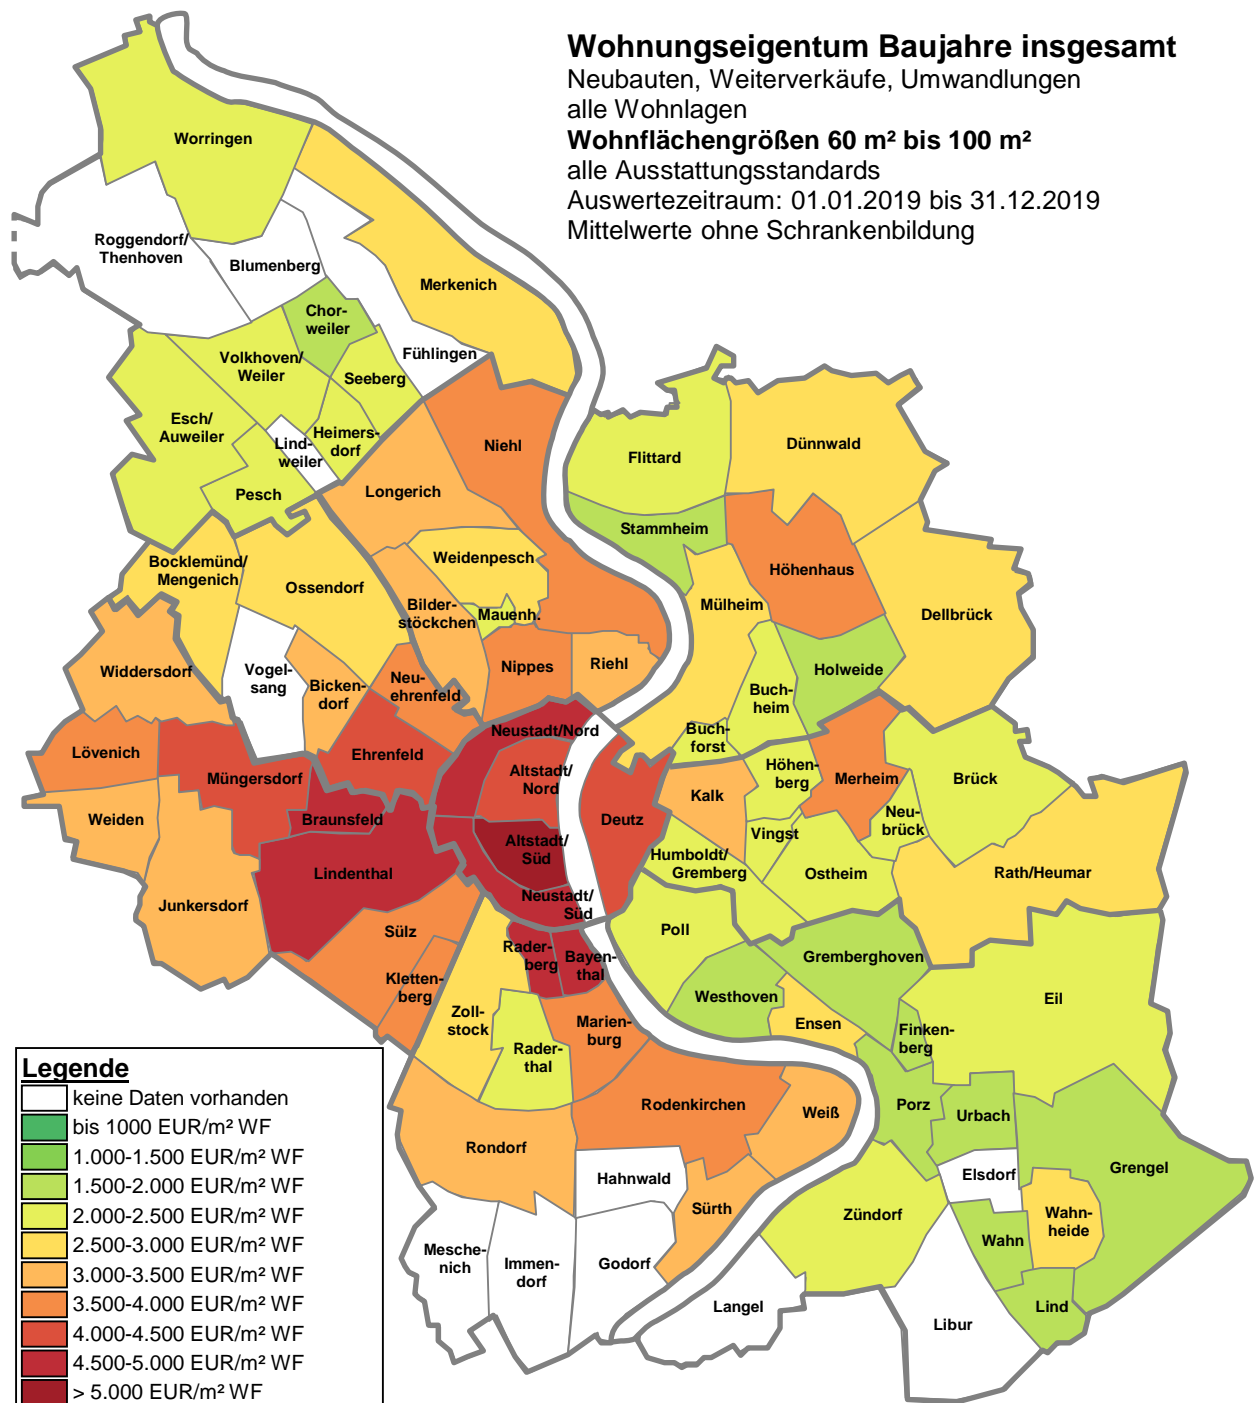 Wohnungseigentum Baujahre insgesamt
Neubauten, Weiterverkäufe, Umwandlungen
alle Wohnlagen
Wohnflächengrößen 60 m² bis 100 m²
alle Ausstattungsstandards
Auswertezeitraum: 01.01.2019 bis 31.12.2019
Mittelwerte ohne Schrankenbildung
Worringen
Roggendorf/
Thenhoven
Blumenberg
Merkenich
Chor-
weiler
Fühlingen
Volkhoven/
Weiler
Seeberg
Esch/
Auweiler
Lind-
weiler
Heimers-
dorf
Pesch
Niehl
Longerich
Flittard
Dünnwald
Stammheim
Höhenhaus
Bocklemünd/
Mengenich
Ossendorf
Weidenpesch
Bilder-
stöckchen
Mauenh.
Mülheim
Dellbrück
Widdersdorf
Vogel-
sang
Bicken-
dorf
Neu-
ehrenfeld
Nippes
Riehl
Holweide
Buch-
heim
Buch-
forst
Lövenich
Müngersdorf
Ehrenfeld
Neustadt/Nord
Altstadt/
Nord
Deutz
Kalk
Höhen-
berg
Merheim
Brück
Weiden
Braunsfeld
Neu-
brück
Vingst
Altstadt/
Süd
Humboldt/
Gremberg
Ostheim
Rath/Heumar
Lindenthal
Junkersdorf
Neustadt/
Süd
Sülz
Rader-
berg
Bayen-
thal
Poll
Gremberghoven
Kletten-
berg
Westhoven
Eil
Zoll-
stock
Marien-
burg
Ensen
Finken-
berg
Rader-
thal
Rodenkirchen
Weiß
Porz
Urbach
Rondorf
Hahnwald
Elsdorf
Grengel
Sürth
Zündorf
Wahn-
heide
Wahn
Mesche-
nich
Immen-
dorf
Godorf
Langel
Libur
Lind
Legende
keine Daten vorhanden
bis 1000 EUR/m² WF
1.000-1.500 EUR/m² WF
1.500-2.000 EUR/m² WF
2.000-2.500 EUR/m² WF
2.500-3.000 EUR/m² WF
3.000-3.500 EUR/m² WF
3.500-4.000 EUR/m² WF
4.000-4.500 EUR/m² WF
4.500-5.000 EUR/m² WF
> 5.000 EUR/m² WF